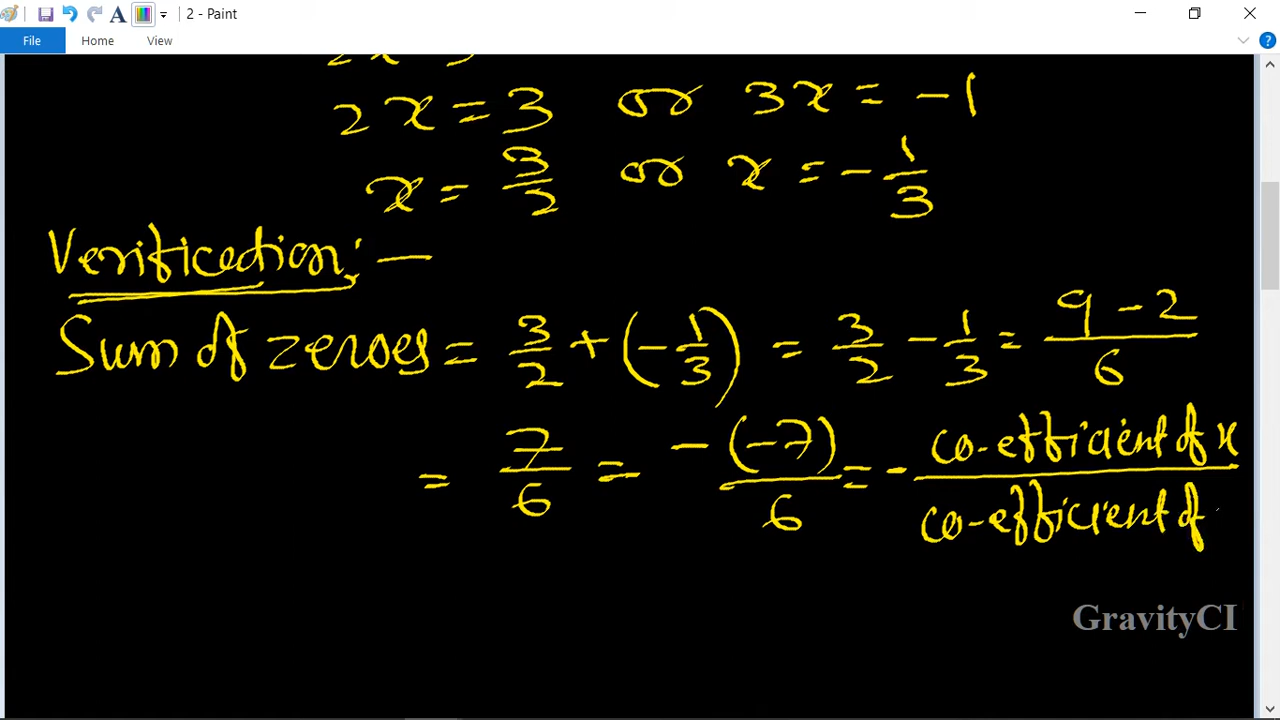 2 - Paint
File Home View
2x = 3 or 3x = -1
x = 3/2 or x = -1/3
Verification: —
Sum of zeroes = 3/2 + (-1/3) = 3/2 - 1/3 = 9-2/6
= 7/6 = -(-7)/6 = - co-efficient of x/co-efficient of
GravityCI